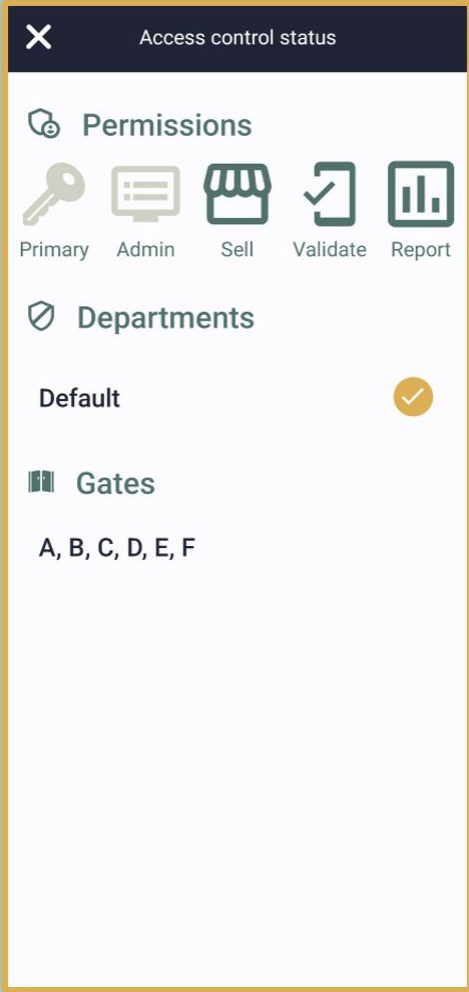 Access control status
Permissions
Primary Admin Sell Validate Report
Departments
Default
Gates
A, B, C, D, E, F